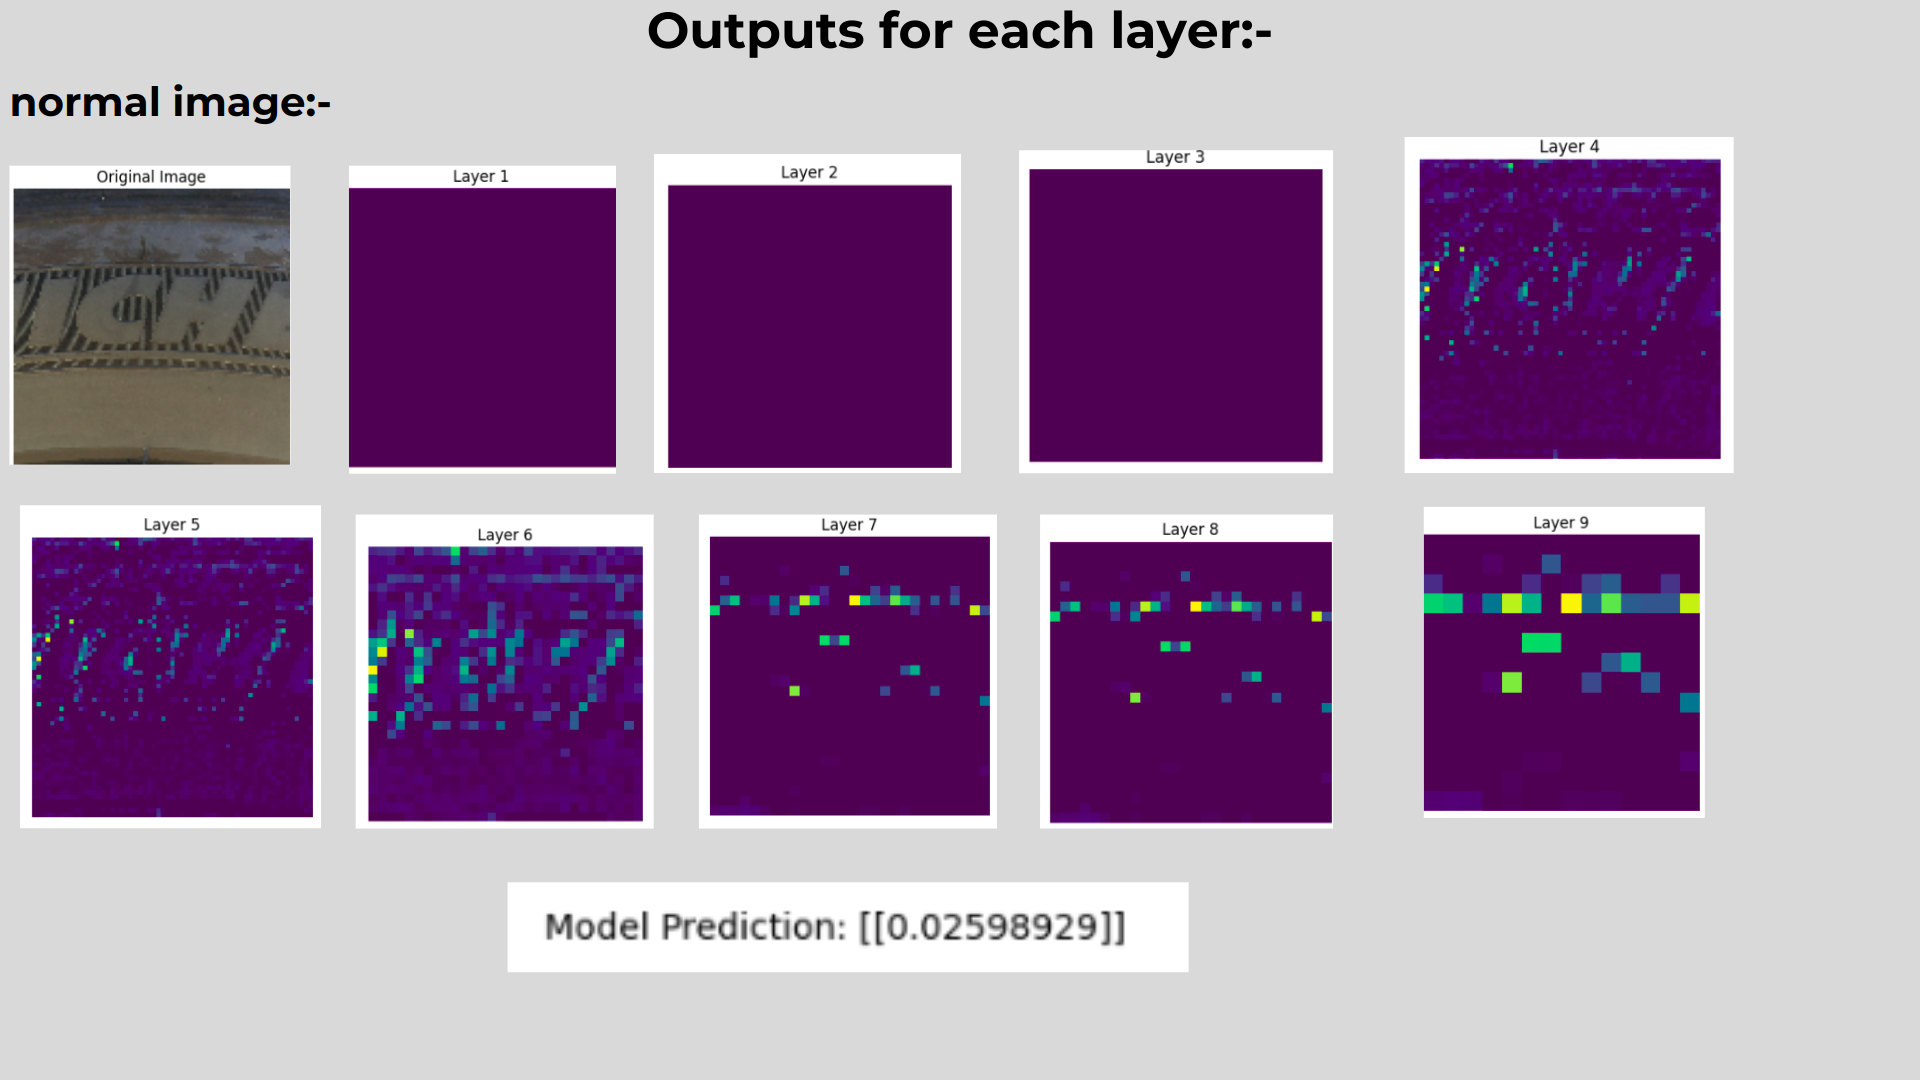 Outputs for each layer:-
normal image:-
Original Image
Layer 1
Layer 2
Layer 3
Layer 4
Layer 5
Layer 6
Layer 7
Layer 8
Layer 9
Model Prediction: [[0.02598929]]